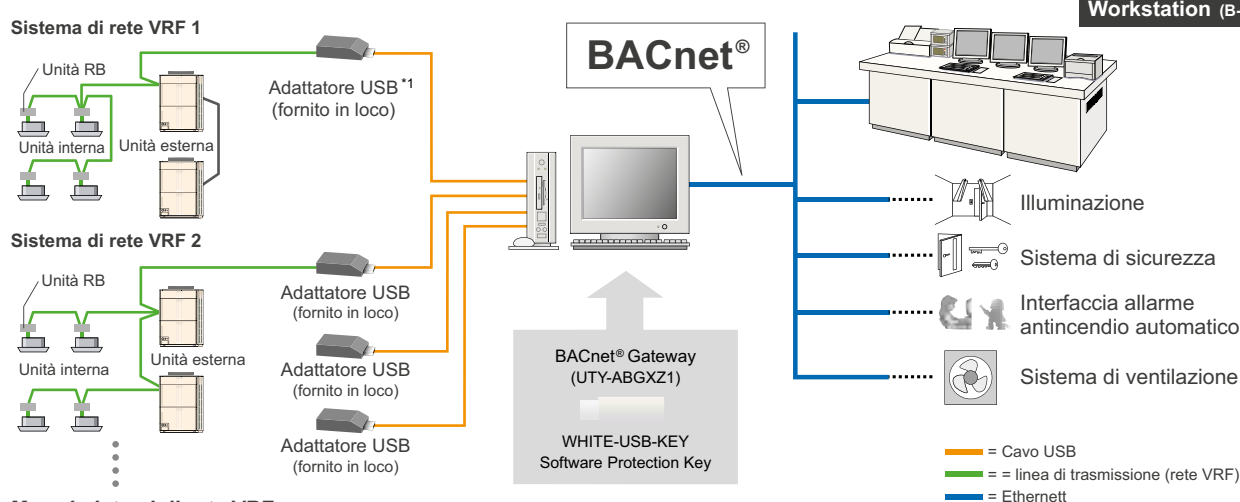 Workstation (B-
Sistema di rete VRF 1
Unità RB
Unità interna
Unità esterna
Adattatore USB *1
(fornito in loco)
BACnet®
Sistema di rete VRF 2
Unità RB
Unità interna
Unità esterna
Adattatore USB
(fornito in loco)
Adattatore USB
(fornito in loco)
Adattatore USB
(fornito in loco)
BACnet® Gateway
(UTY-ABGXZ1)
WHITE-USB-KEY
Software Protection Key
Illuminazione
Sistema di sicurezza
Interfaccia allarme
antincendio automatico
Sistema di ventilazione
= Cavo USB
= = linea di trasmissione (rete VRF)
= Ethernett